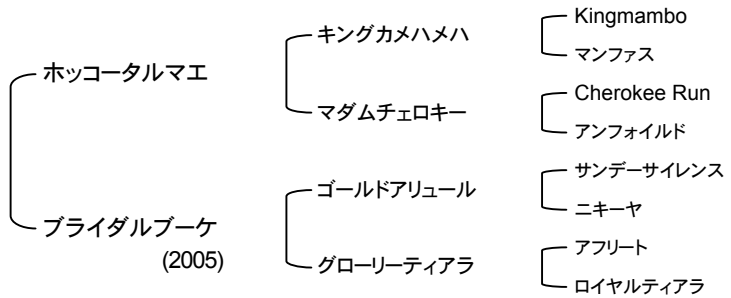 Kingmambo
キングカメハメハ
マンファス
ホッコータルマエ
Cherokee Run
マダムチェロキー
アンフォイルド
サンデーサイレンス
ゴールドアリュール
ニキーヤ
ブライダルブーケ
(2005)
アフリート
グローリーティアラ
ロイヤルティアラ